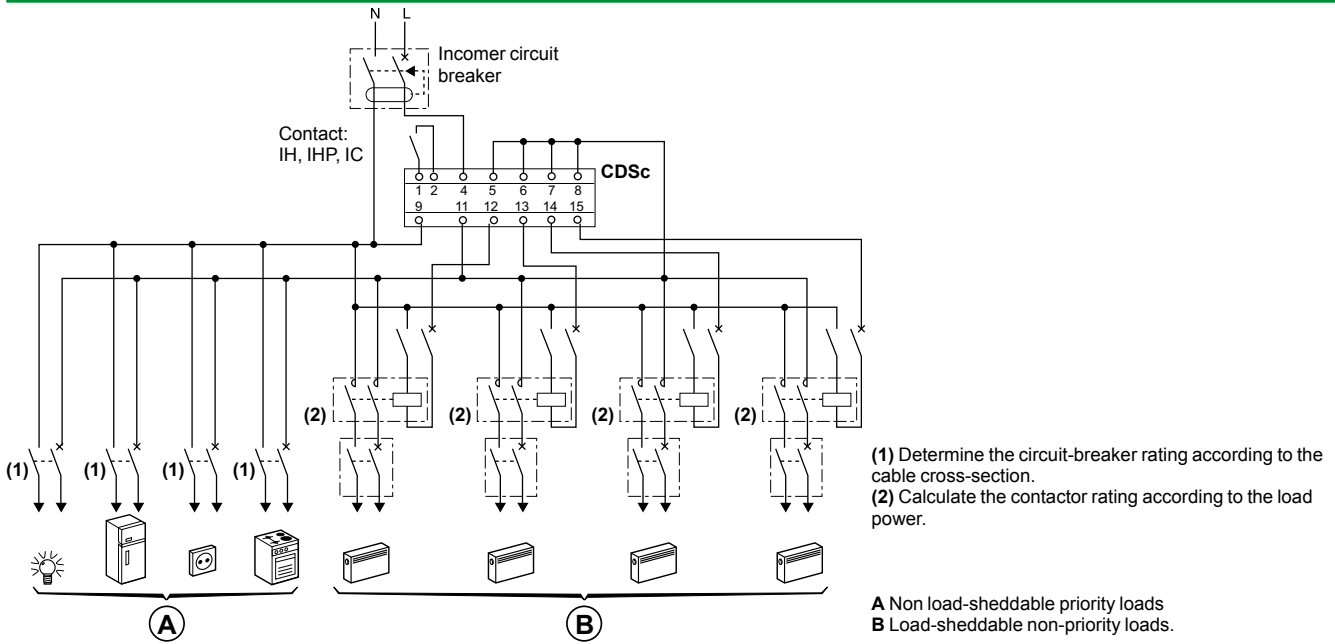 N L
Incomer circuit
breaker
Contact:
IH, IHP, IC
CDSc
1 2 4 5 6 7 8
9 11 12 13 14 15
(2) (2) (2) (2)
(1) (1) (1) (1)
(1) Determine the circuit-breaker rating according to the
cable cross-section.
(2) Calculate the contactor rating according to the load
power.
A Non load-sheddable priority loads
B Load-sheddable non-priority loads.
A B